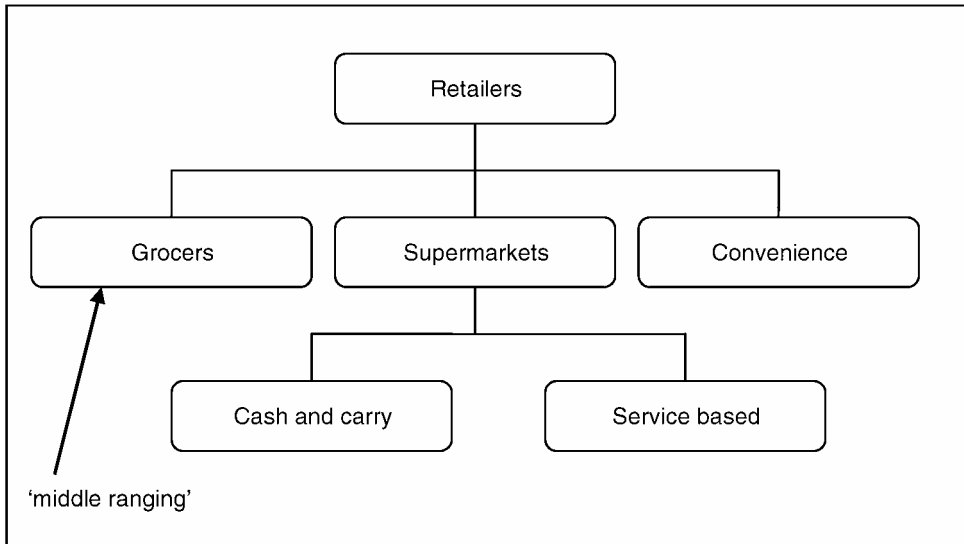 Retailers
Grocers
Supermarkets
Convenience
Cash and carry
Service based
‘middle ranging’